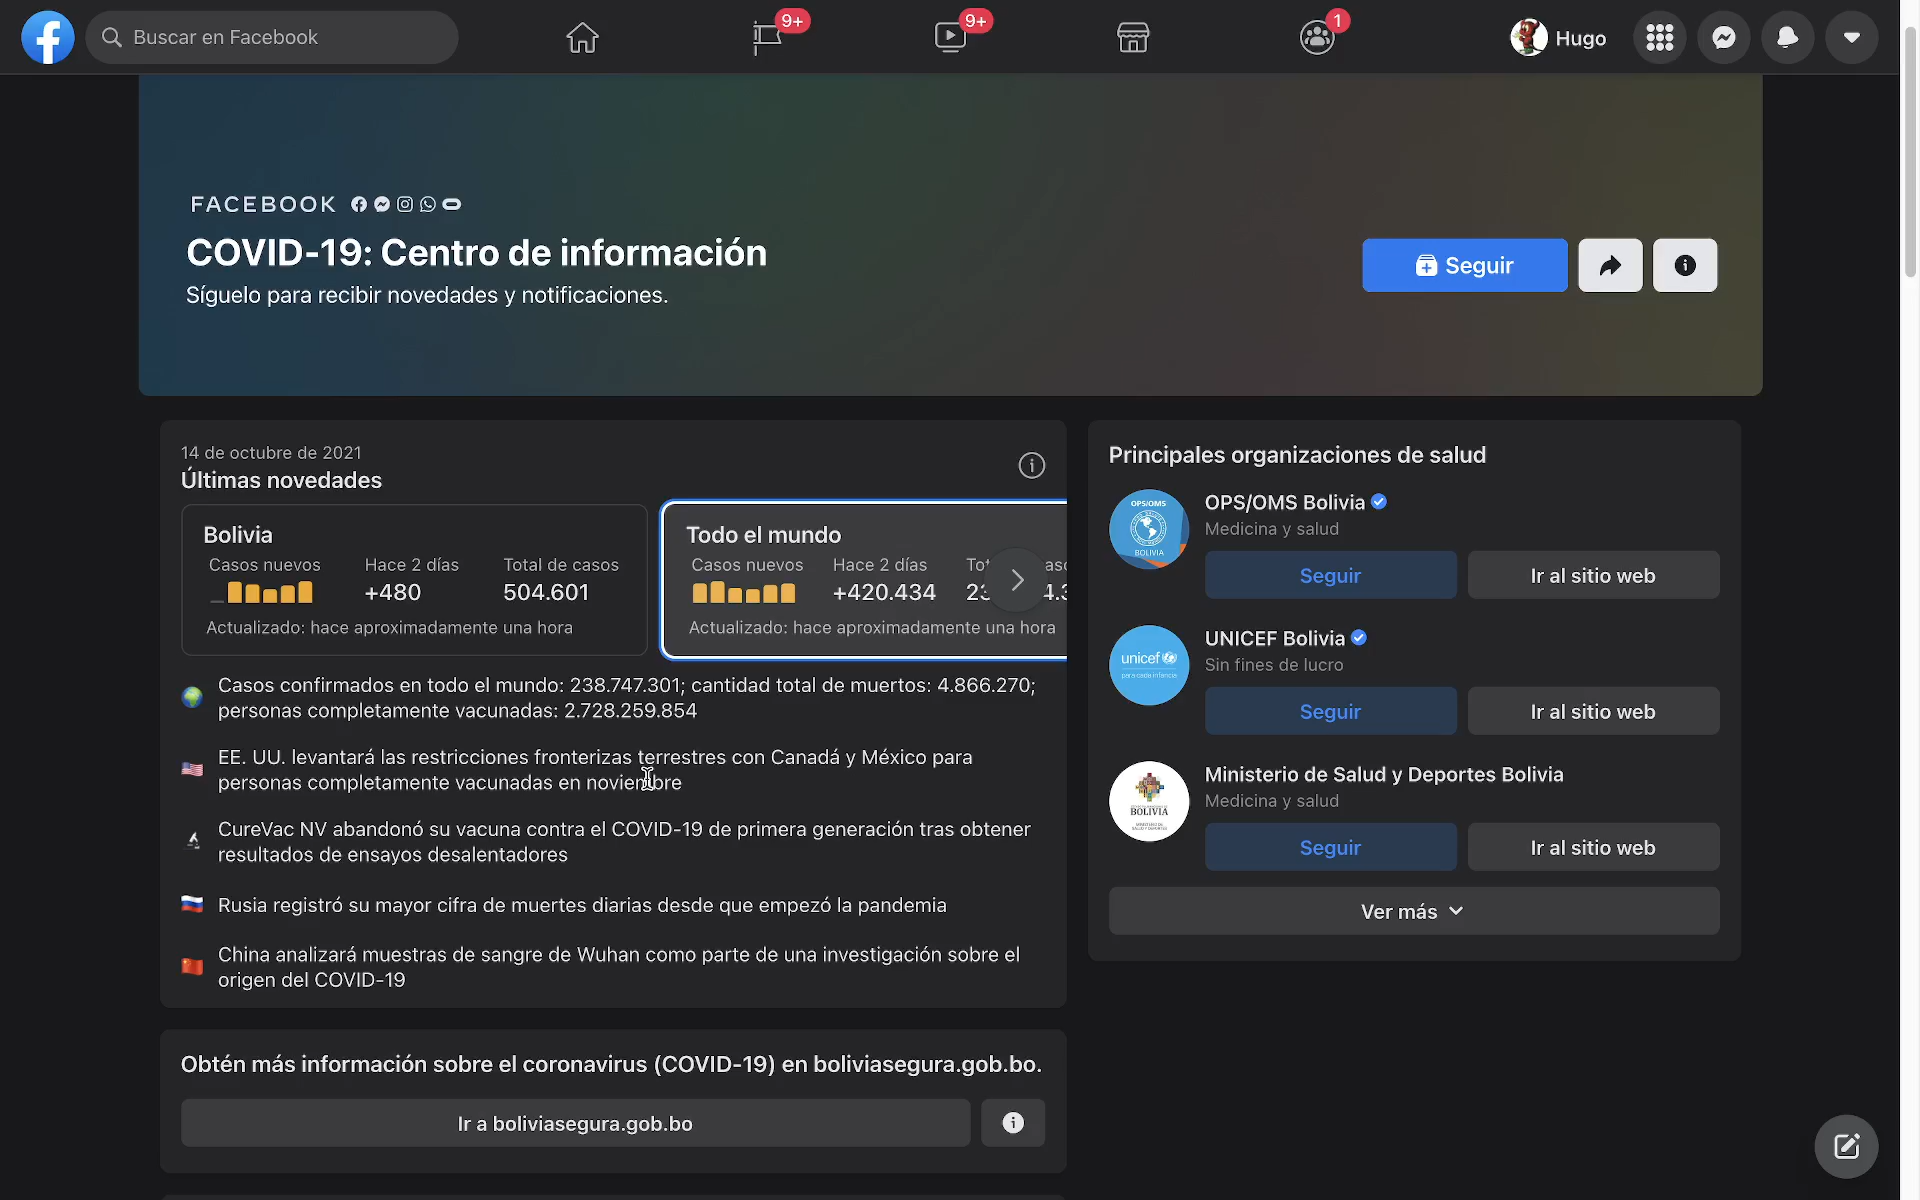 Buscar en Facebook
9+
9+
1
Hugo
FACEBOOK
COVID-19: Centro de información
Síguelo para recibir novedades y notificaciones.
Seguir
14 de octubre de 2021
Últimas novedades
Bolivia
Casos nuevos
Hace 2 días
Total de casos
+480
504.601
Actualizado: hace aproximadamente una hora
Todo el mundo
Casos nuevos
Hace 2 días
+420.434
Actualizado: hace aproximadamente una hora
Casos confirmados en todo el mundo: 238.747.301; cantidad total de muertos: 4.866.270;
personas completamente vacunadas: 2.728.259.854
EE. UU. levantará las restricciones fronterizas terrestres con Canadá y México para
personas completamente vacunadas en noviembre
CureVac NV abandonó su vacuna contra el COVID-19 de primera generación tras obtener
resultados de ensayos desalentadores
Rusia registró su mayor cifra de muertes diarias desde que empezó la pandemia
China analizará muestras de sangre de Wuhan como parte de una investigación sobre el
origen del COVID-19
Obtén más información sobre el coronavirus (COVID-19) en boliviasegura.gob.bo.
Ir a boliviasegura.gob.bo
Principales organizaciones de salud
OPS/OMS
BOLIVIA
OPS/OMS Bolivia
Medicina y salud
Seguir
Ir al sitio web
unicef
para cada infancia
UNICEF Bolivia
Sin fines de lucro
Seguir
Ir al sitio web
BOLIVIA
Ministerio de Salud y Deportes Bolivia
Medicina y salud
Seguir
Ir al sitio web
Ver más